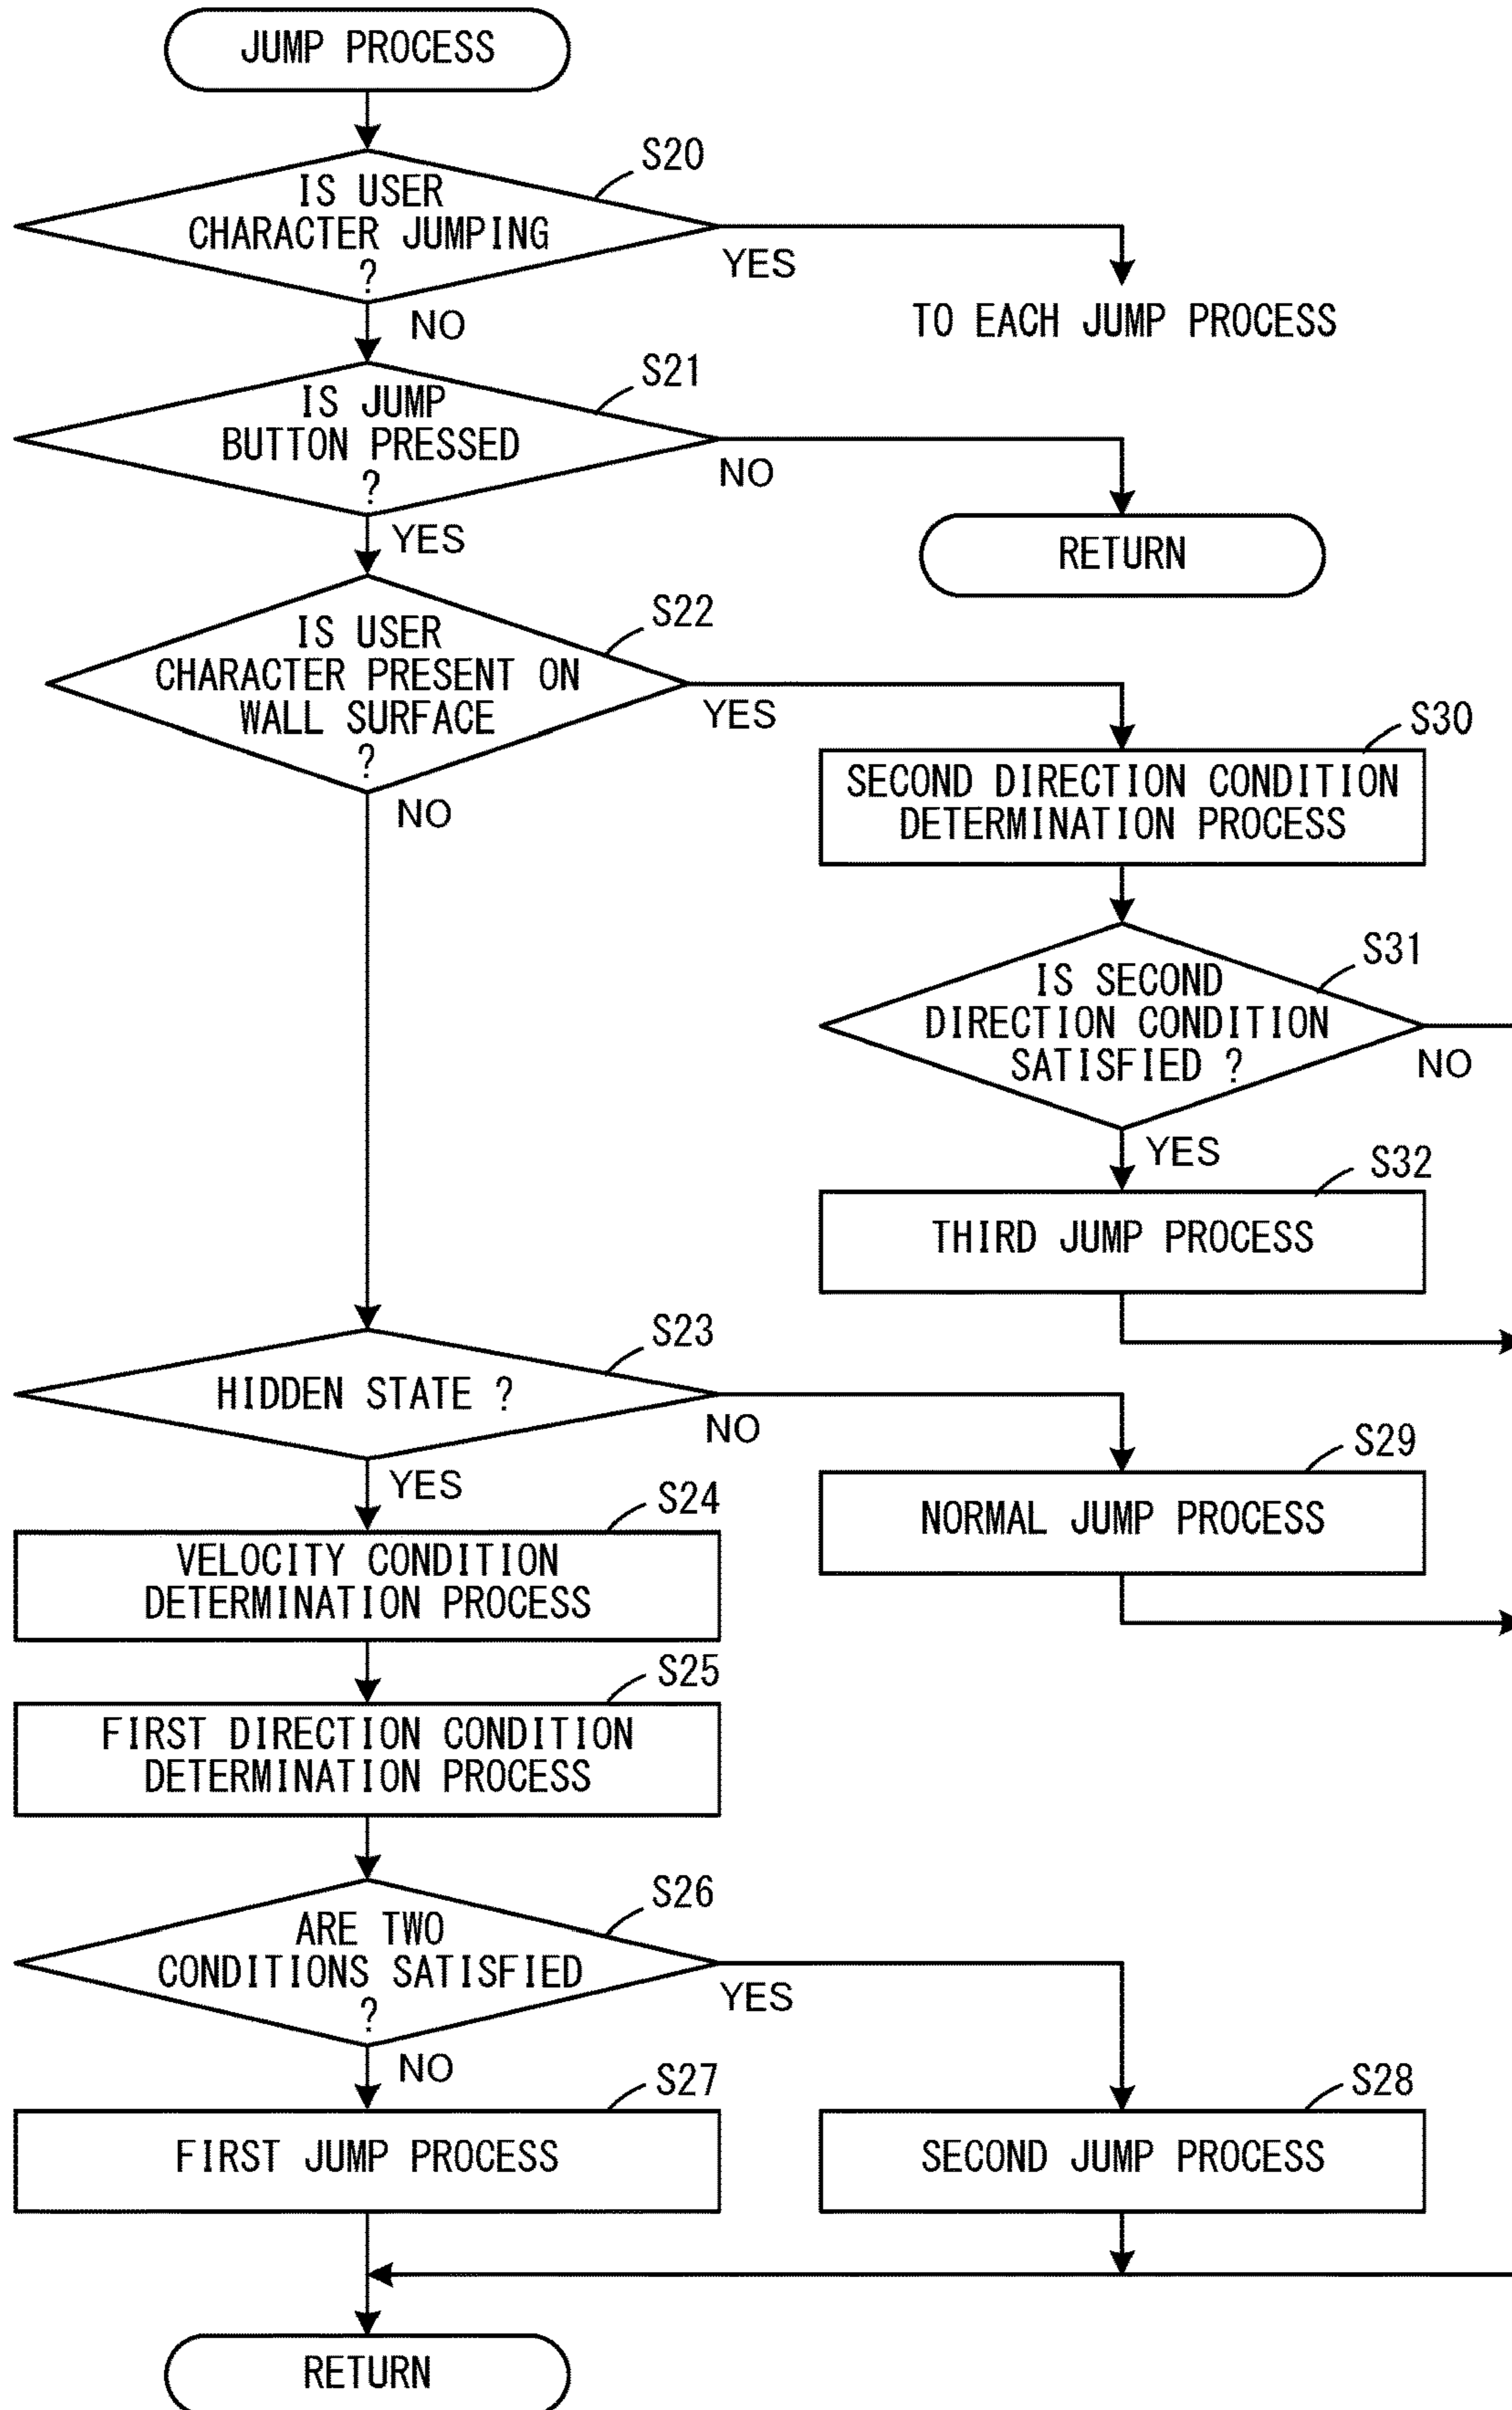 JUMP PROCESS
S20
IS USER
CHARACTER JUMPING
?
YES
NO
TO EACH JUMP PROCESS
S21
IS JUMP
BUTTON PRESSED
?
NO
YES
RETURN
S22
IS USER
CHARACTER PRESENT ON
WALL SURFACE
?
YES
NO
S30
SECOND DIRECTION CONDITION
DETERMINATION PROCESS
S31
IS SECOND
DIRECTION CONDITION
SATISFIED ?
NO
YES
S32
THIRD JUMP PROCESS
S23
HIDDEN STATE ?
NO
YES
S29
NORMAL JUMP PROCESS
S24
VELOCITY CONDITION
DETERMINATION PROCESS
S25
FIRST DIRECTION CONDITION
DETERMINATION PROCESS
S26
ARE TWO
CONDITIONS SATISFIED
?
YES
NO
S27
FIRST JUMP PROCESS
S28
SECOND JUMP PROCESS
RETURN